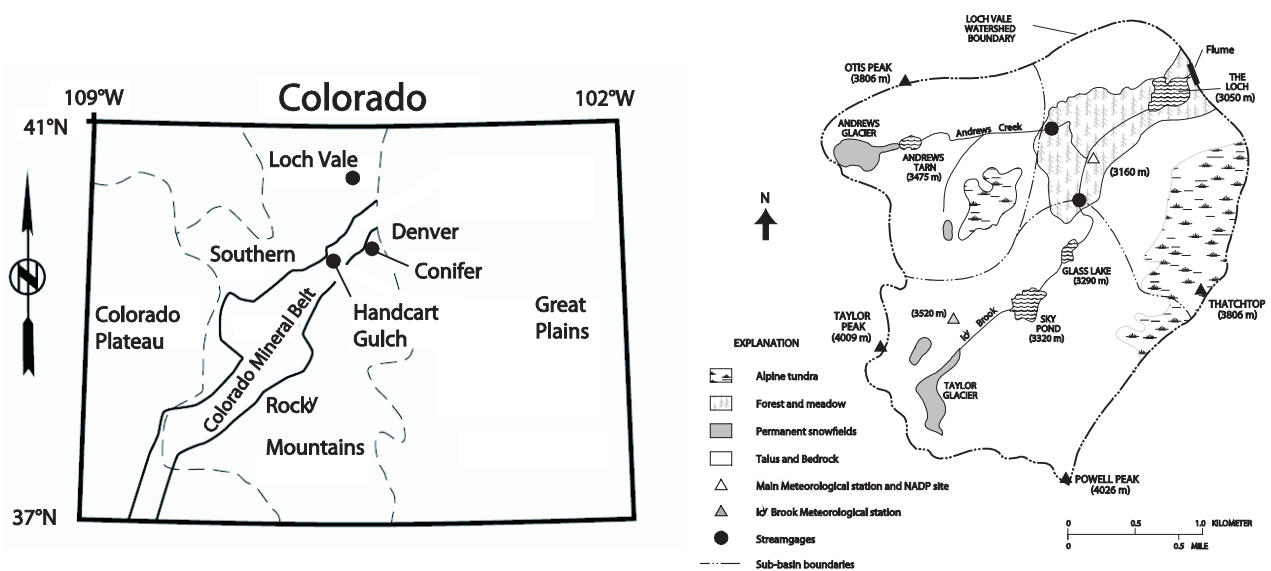 109°W
Colorado
102°W
41°N
Loch Vale
N
Southern
Denver
Conifer
Colorado
Plateau
Colorado Mineral Belt
Handcart
Gulch
Great
Plains
Rocky
Mountains
37°N
LOCH VALE
WATERSHED
BOUNDARY
Flume
OTIS PEAK
(3806 m)
THE
LOCH
(3050 m)
ANDREWS
GLACIER
Andrews Creek
ANDREWS
TARN
(3475 m)
(3160 m)
N
GLASS LAKE
(3290 m)
THATCHTOP
(3806 m)
TAYLOR
PEAK
(4009 m)
(3520 m)
Icy Brook
SKY
POND
(3320 m)
TAYLOR
GLACIER
POWELL PEAK
(4026 m)
EXPLANATION
Alpine tundra
Forest and meadow
Permanent snowfields
Talus and Bedrock
Main Meteorological station and NADP site
Icy Brook Meteorological station
Streamgages
Sub-basin boundaries
0 0.5 1.0 KILOMETER
0 0.5 MILE